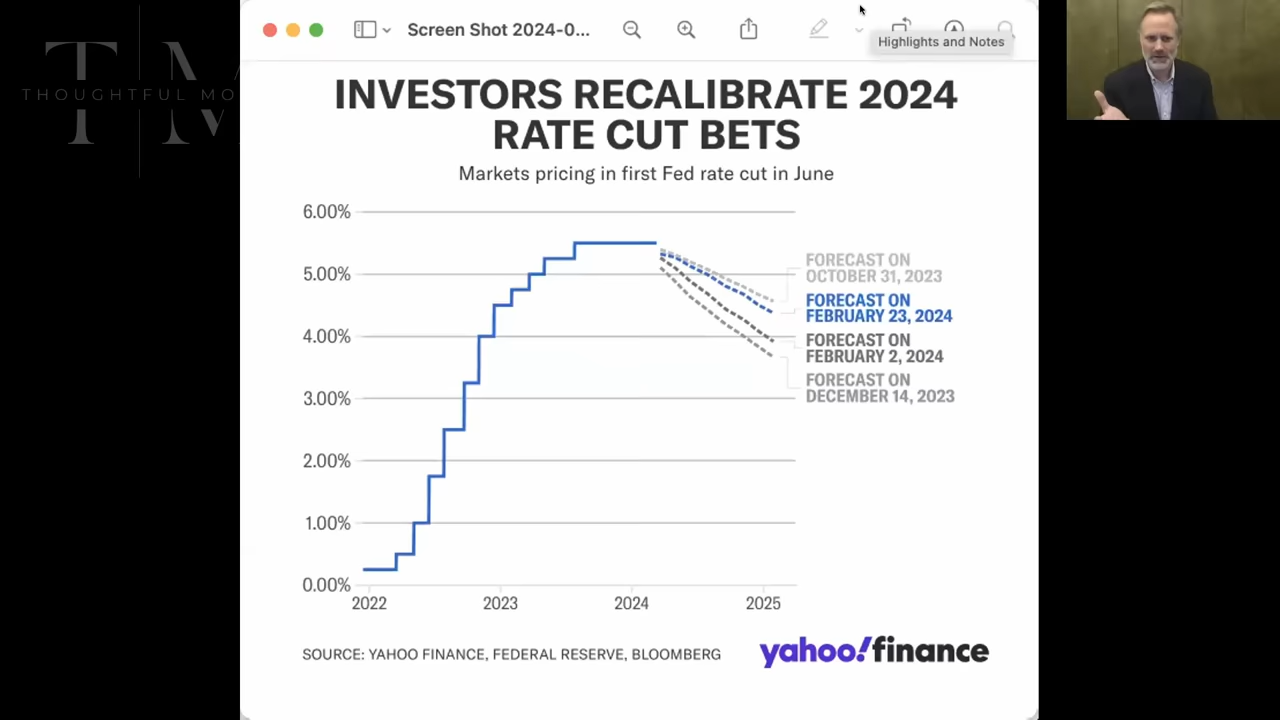 Screen Shot 2024-0...
Highlights and Notes
TM
THOUGHTFUL MO
INVESTORS RECALIBRATE 2024
RATE CUT BETS
Markets pricing in first Fed rate cut in June
6.00%
5.00%
4.00%
3.00%
2.00%
1.00%
0.00%
2022
2023
2024
2025
FORECAST ON
OCTOBER 31, 2023
FORECAST ON
FEBRUARY 23, 2024
FORECAST ON
FEBRUARY 2, 2024
FORECAST ON
DECEMBER 14, 2023
SOURCE: YAHOO FINANCE, FEDERAL RESERVE, BLOOMBERG
yahoo!finance